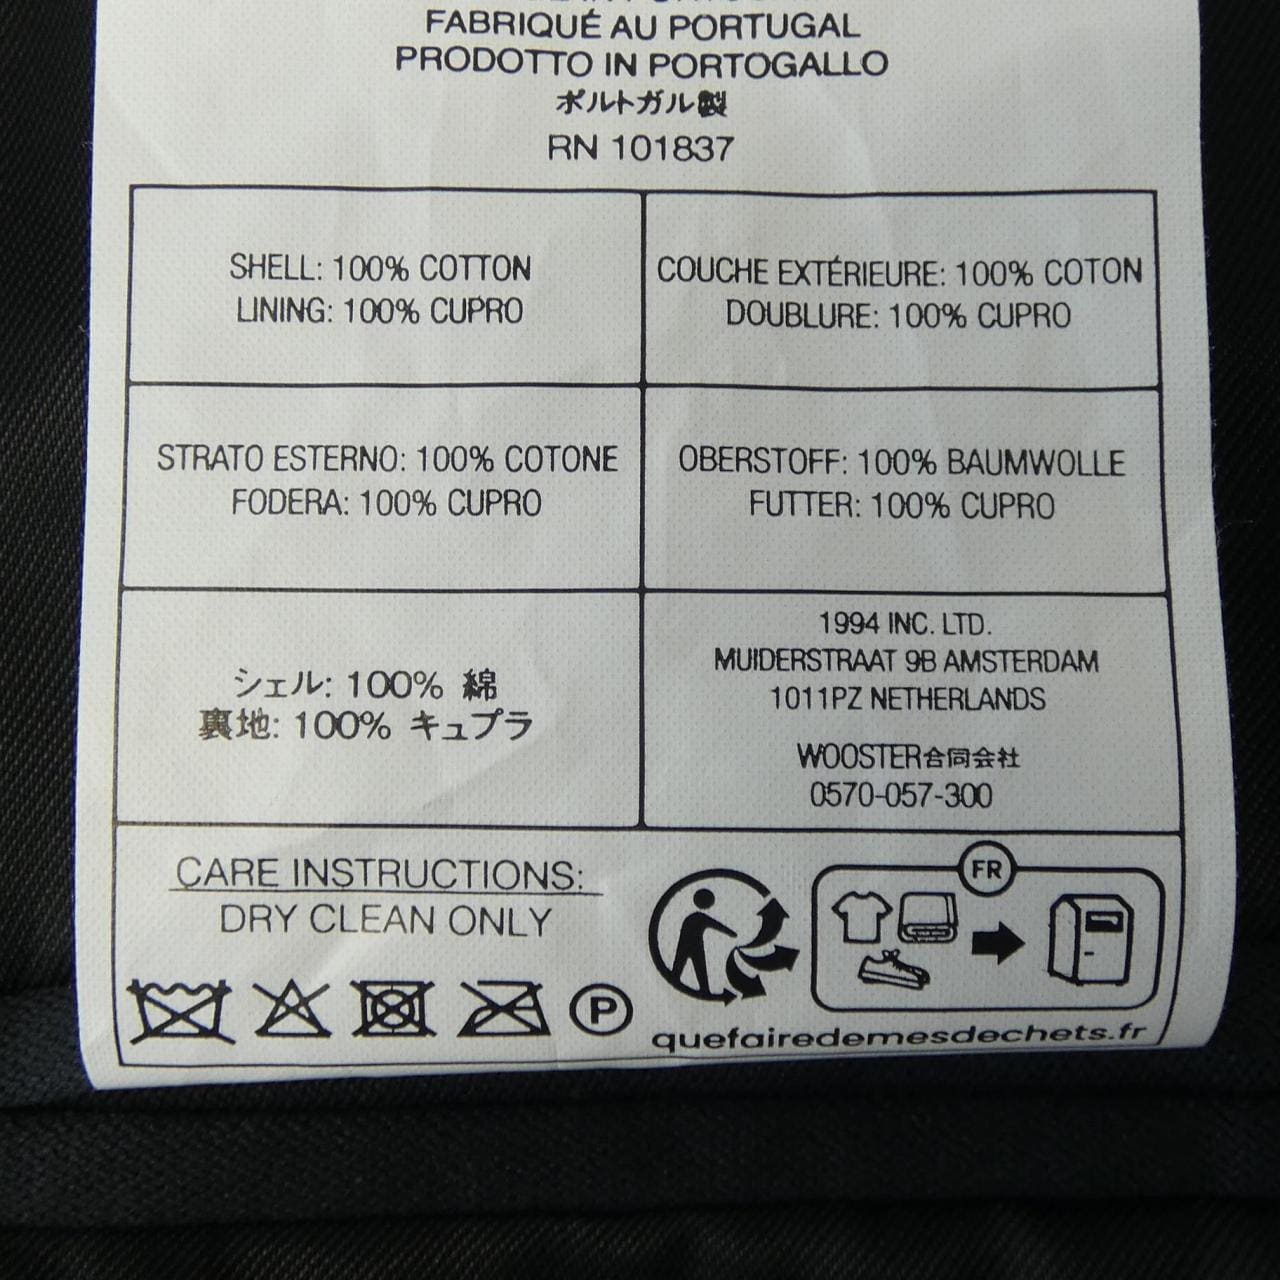 FABRIQUÉ AU PORTUGAL
PRODOTTO IN PORTOGALLO
ポルトガル製
RN 101837
SHELL: 100% COTTON
LINING: 100% CUPRO
COUCHE EXTÉRIEURE: 100% COTON
DOUBLURE: 100% CUPRO
STRATO ESTERNO: 100% COTONE
FODERA: 100% CUPRO
OBERSTOFF: 100% BAUMWOLLE
FUTTER: 100% CUPRO
シェル: 100% 綿
裏地: 100% キュプラ
1994 INC. LTD.
MUIDERSTRAAT 9B AMSTERDAM
1011PZ NETHERLANDS
WOOSTER合同会社
0570-057-300
CARE INSTRUCTIONS:
DRY CLEAN ONLY
P
FR
quefairedemesdechets.fr